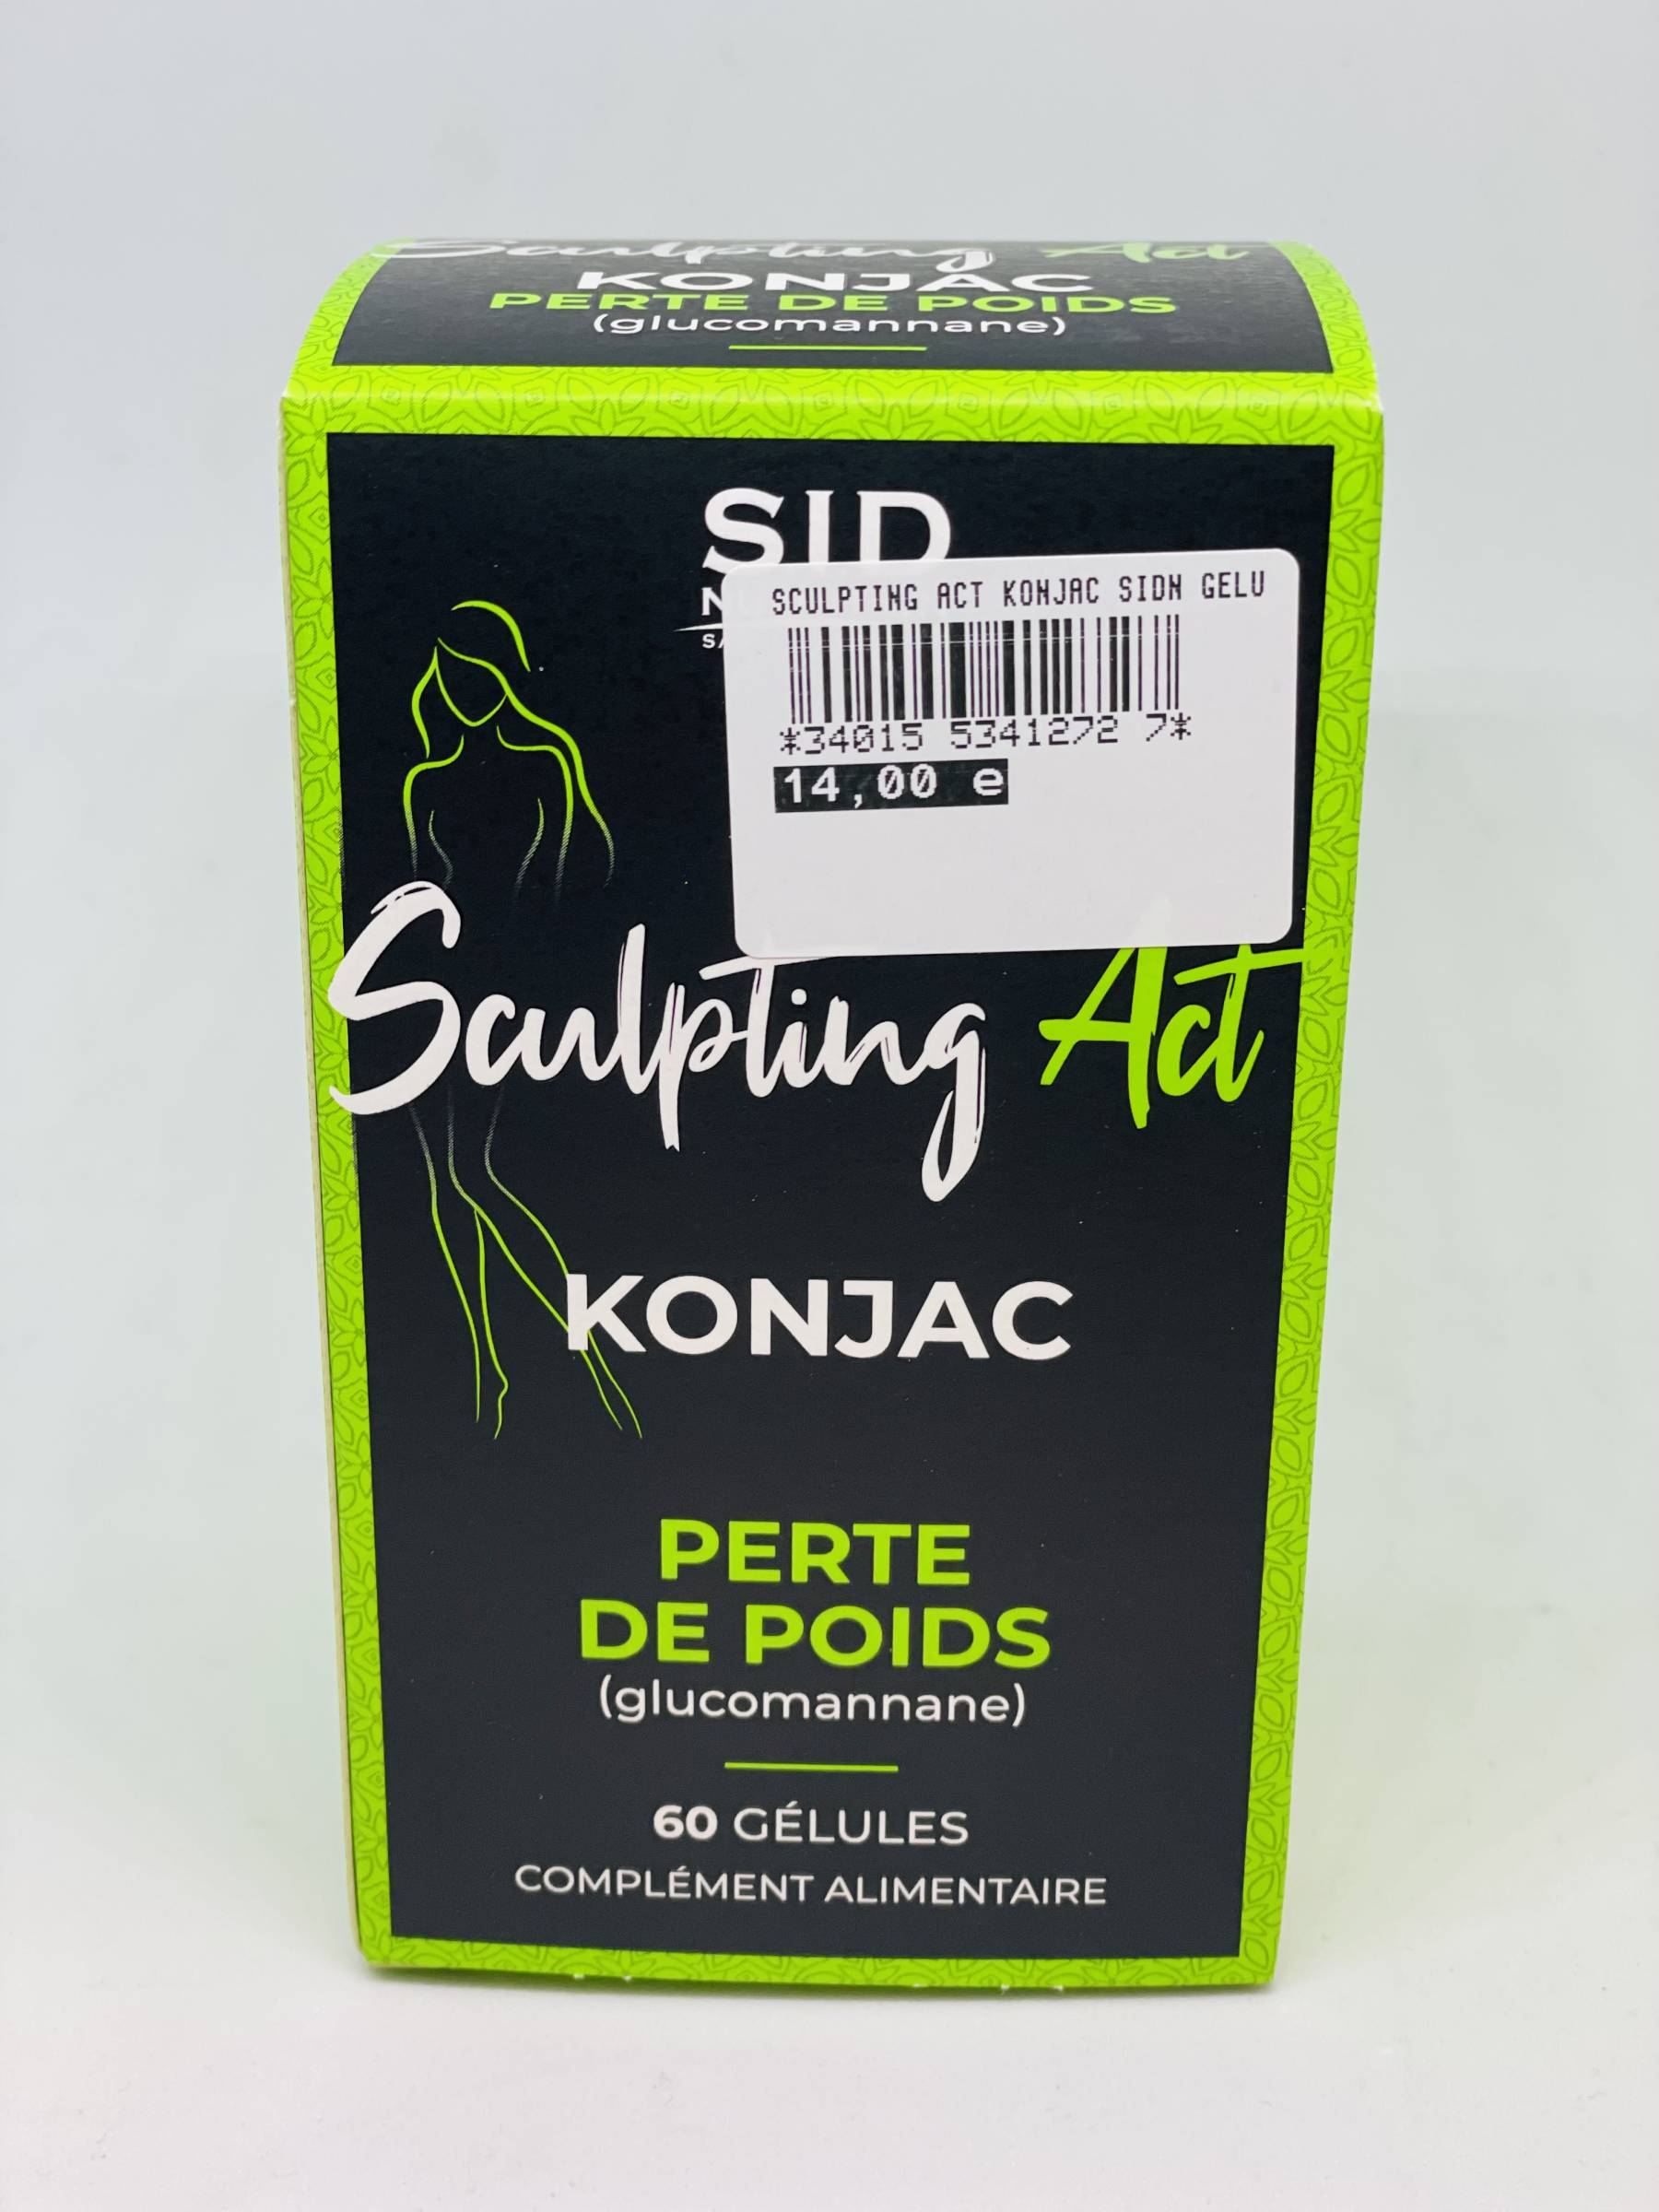 Sculpting Act
KONJAC
PERTE DE POIDS
(glucomannane)
SID
SCULPTING ACT KONJAC SIDN GELU
*34015 5341272 7*
14,00 e
Sculpting Act
KONJAC
PERTE
DE POIDS
(glucomannane)
60 GÉLULES
COMPLÉMENT ALIMENTAIRE